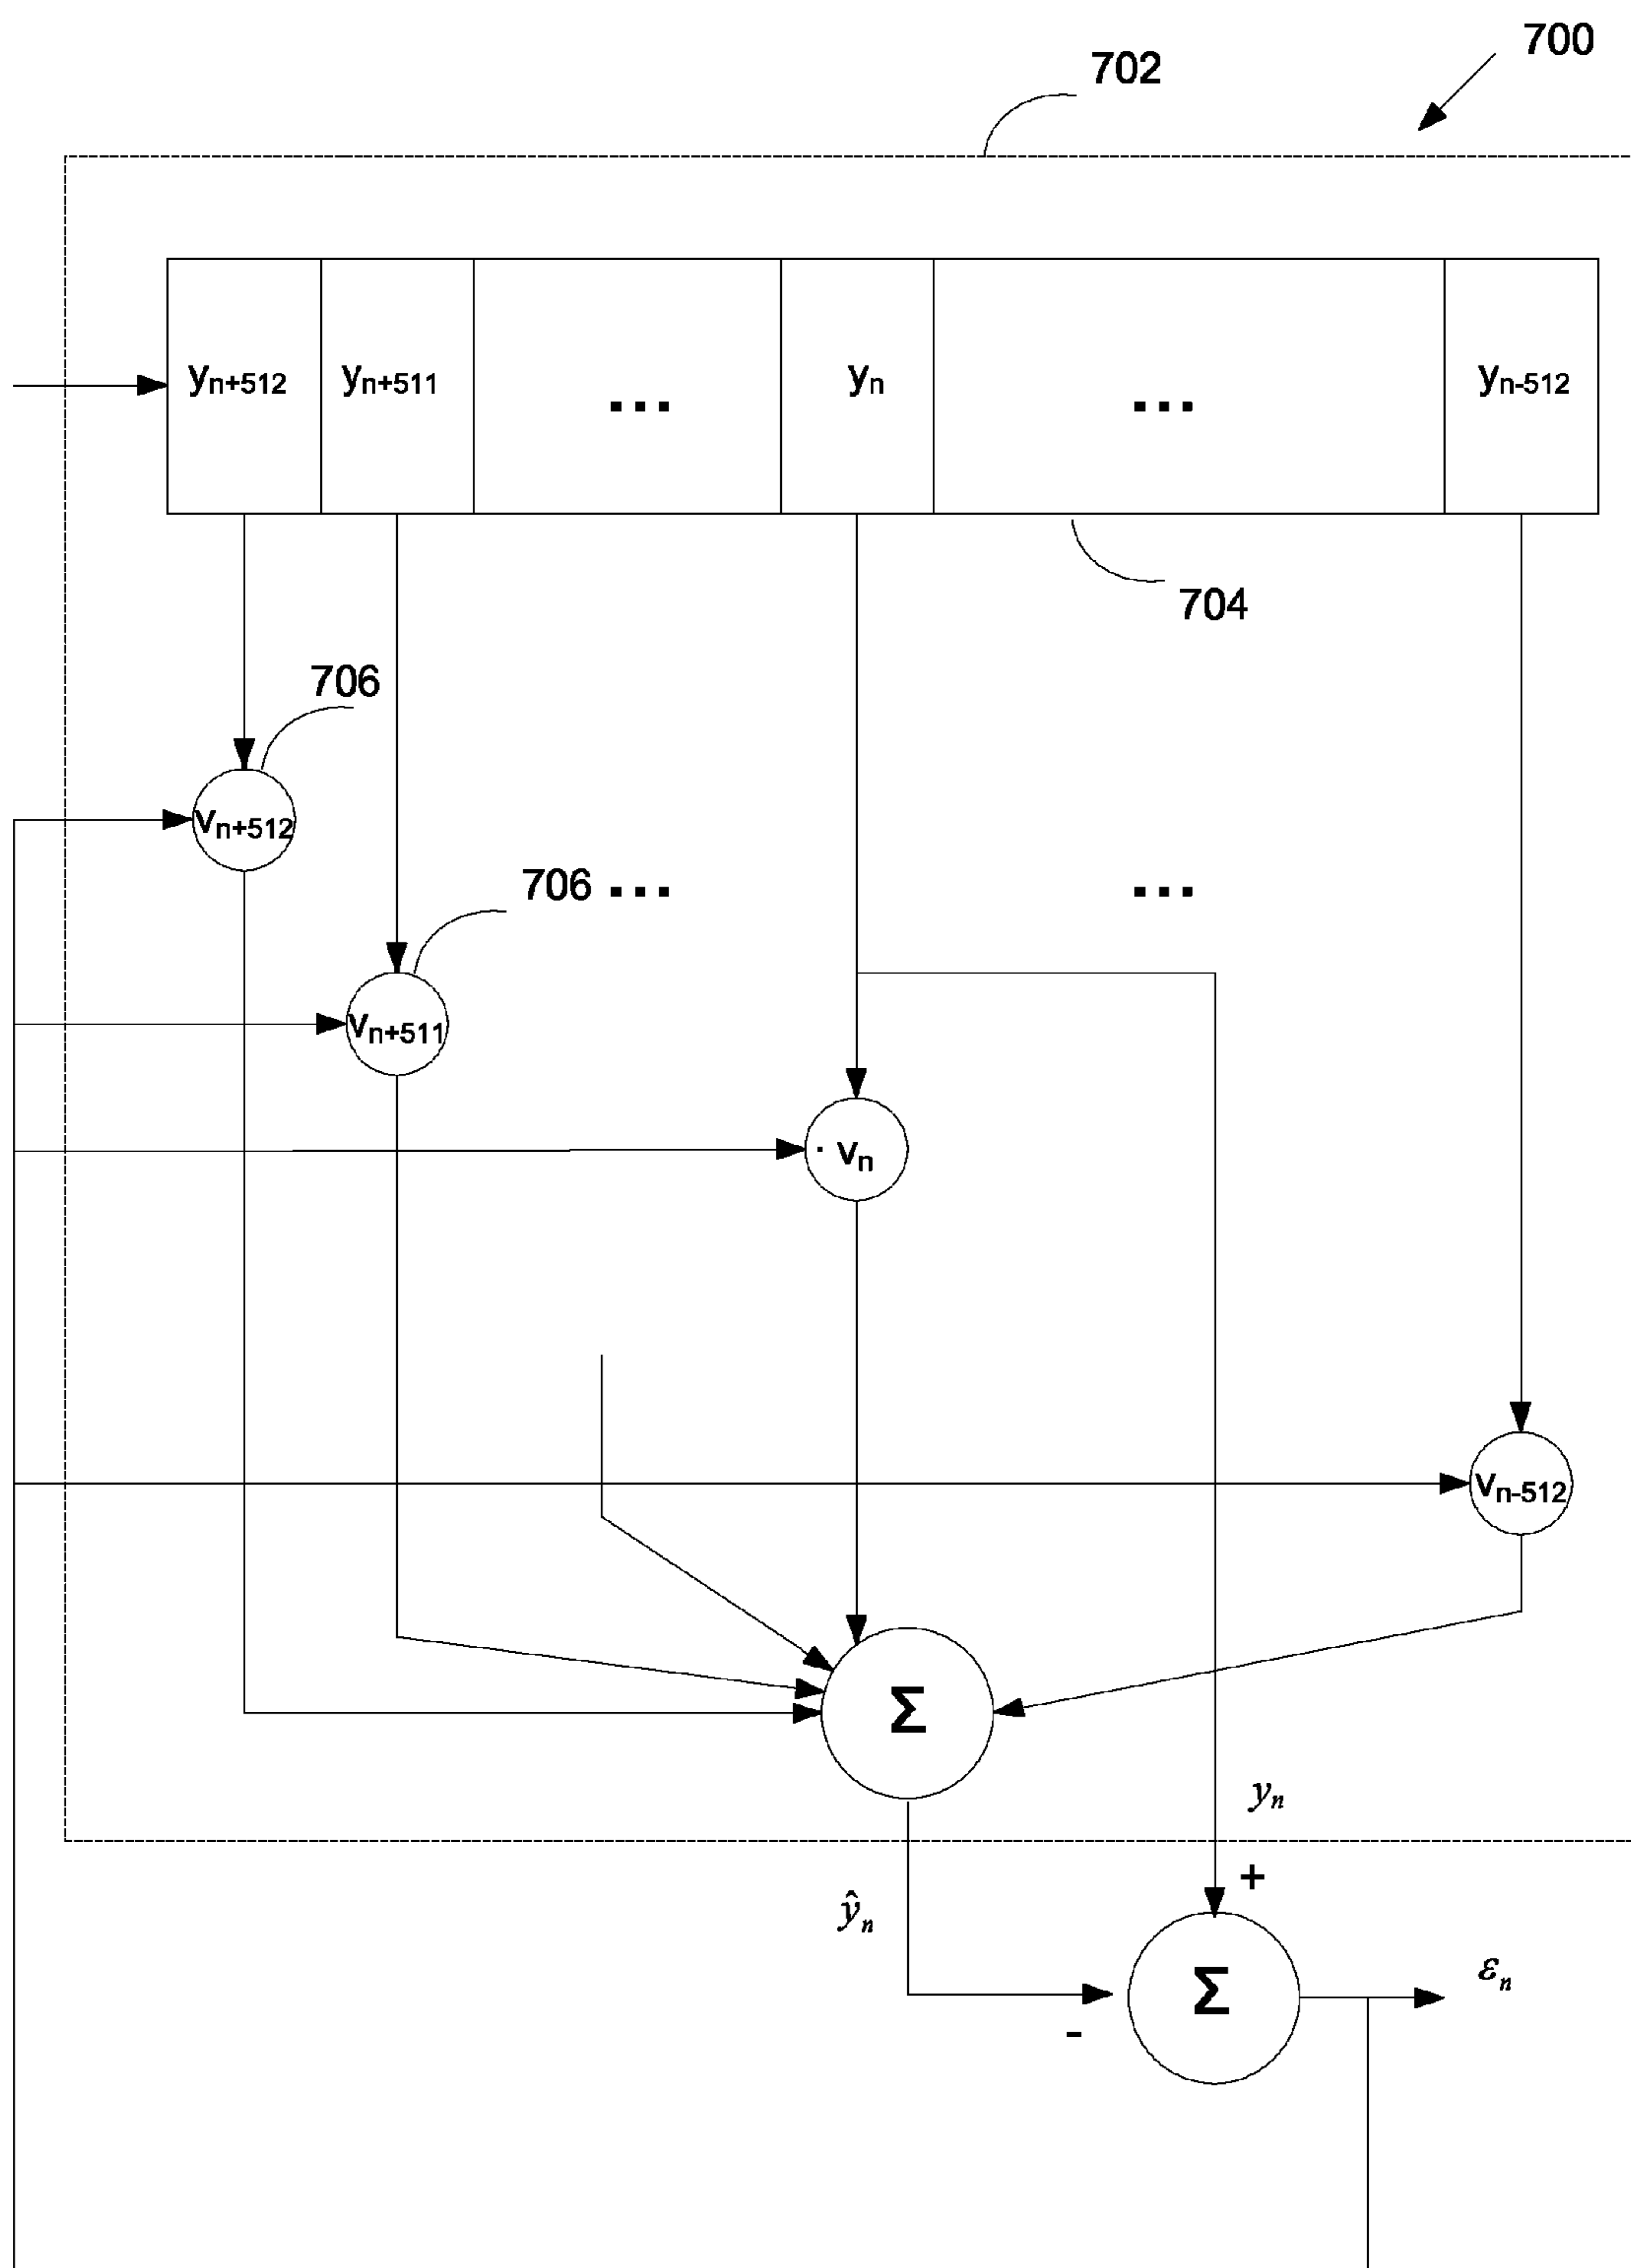 700
702
yn+512 yn+511 ... yn ... yn-512
704
706
vn+512
706 ... ...
vn+511
· vn
vn-512
Σ
yn
+
ŷn
Σ
εn
-